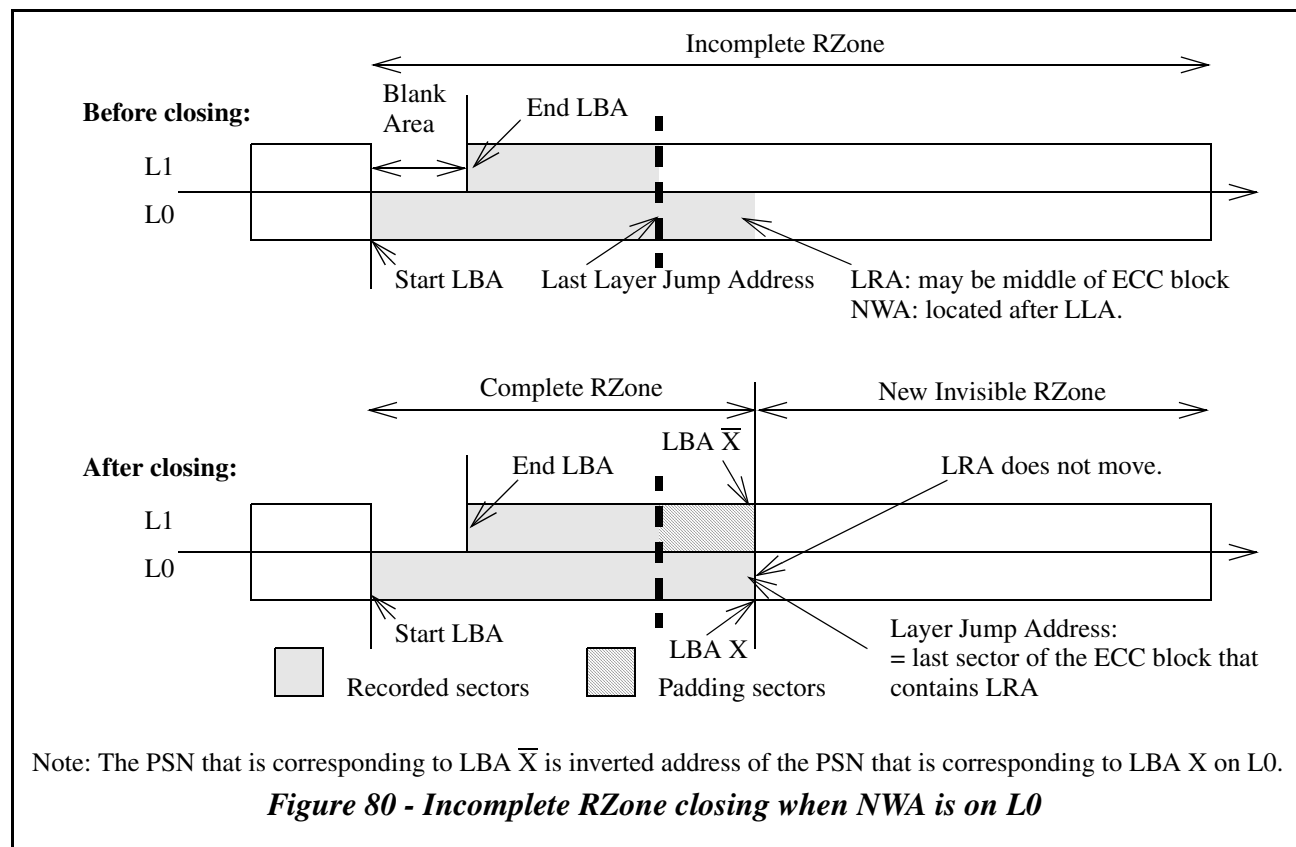 Incomplete RZone
Before closing:
Blank
Area
End LBA
L1
L0
Start LBA
Last Layer Jump Address
LRA: may be middle of ECC block
NWA: located after LLA.
Complete RZone
New Invisible RZone
LBA X̅
After closing:
End LBA
LRA does not move.
L1
L0
Start LBA
LBA X
Layer Jump Address:
= last sector of the ECC block that
contains LRA
Recorded sectors
Padding sectors
Note: The PSN that is corresponding to LBA X̅ is inverted address of the PSN that is corresponding to LBA X on L0.
Figure 80 - Incomplete RZone closing when NWA is on L0